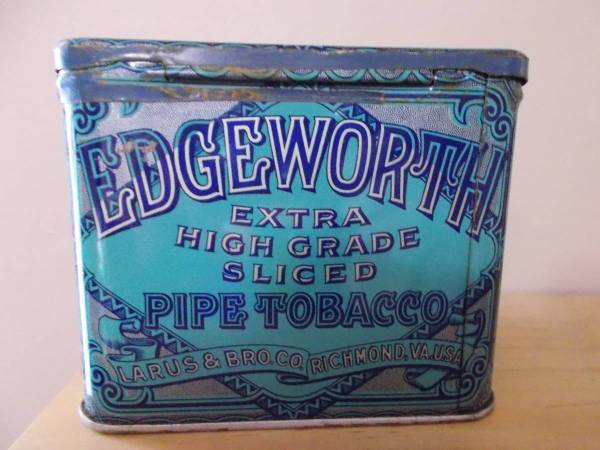 EDGEWORTH
EXTRA
HIGH GRADE
SLICED
PIPE TOBACCO
LARUS & BRO. CO. RICHMOND, VA. U.S.A.